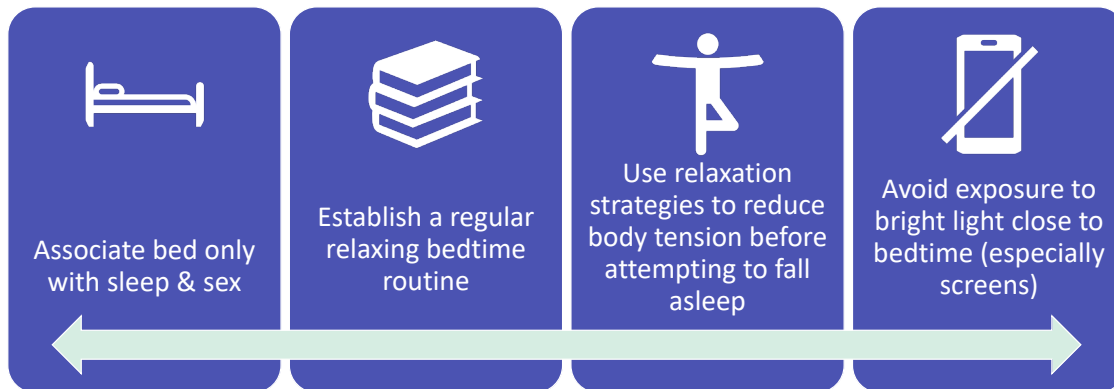 Associate bed only
with sleep & sex
Establish a regular
relaxing bedtime
routine
Use relaxation
strategies to reduce
body tension before
attempting to fall
asleep
Avoid exposure to
bright light close to
bedtime (especially
screens)